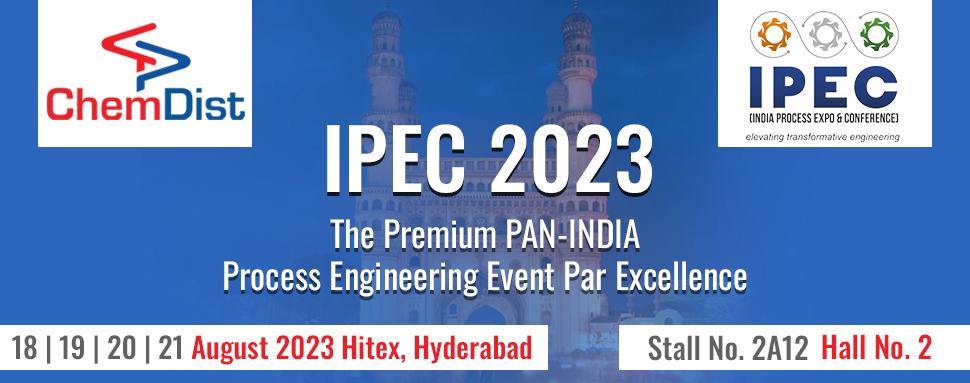 ChemDist
IPEC
(INDIA PROCESS EXPO & CONFERENCE)
elevating transformative engineering
IPEC 2023
The Premium PAN-INDIA
Process Engineering Event Par Excellence
18 | 19 | 20 | 21 August 2023 Hitex, Hyderabad
Stall No. 2A12 Hall No. 2